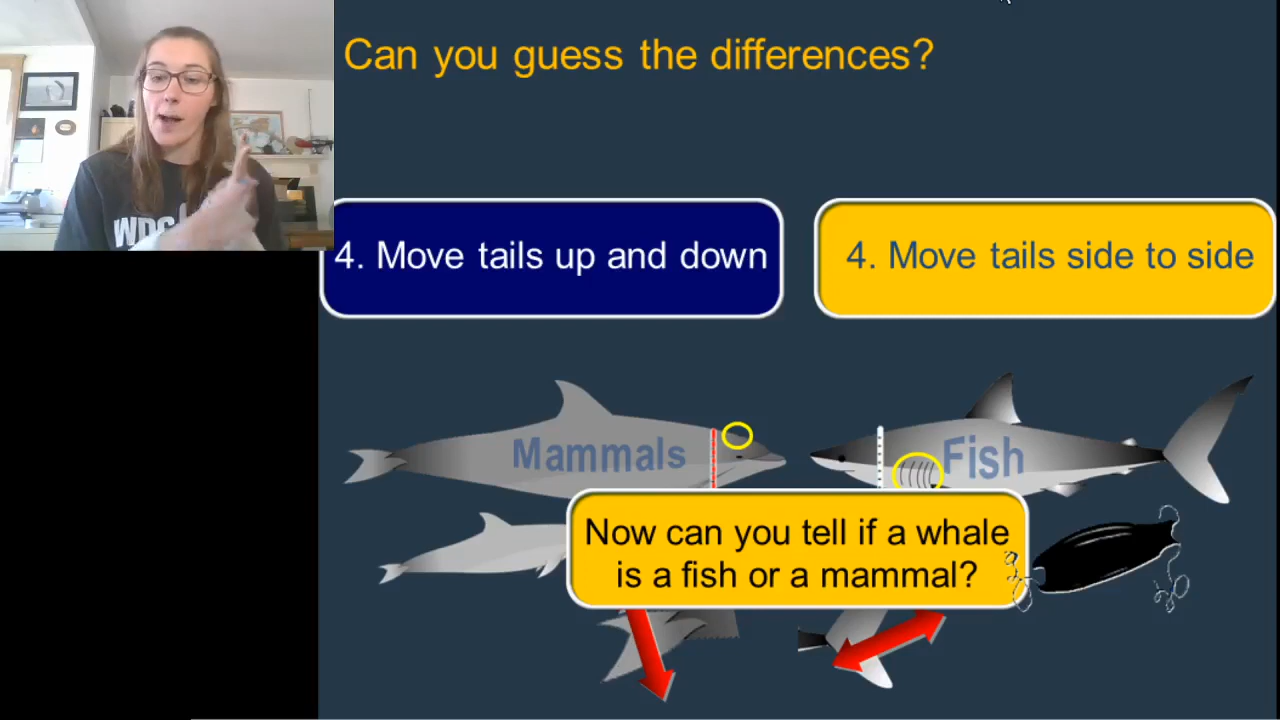 Can you guess the differences?
4. Move tails up and down
4. Move tails side to side
Mammals
Fish
Now can you tell if a whale
is a fish or a mammal?